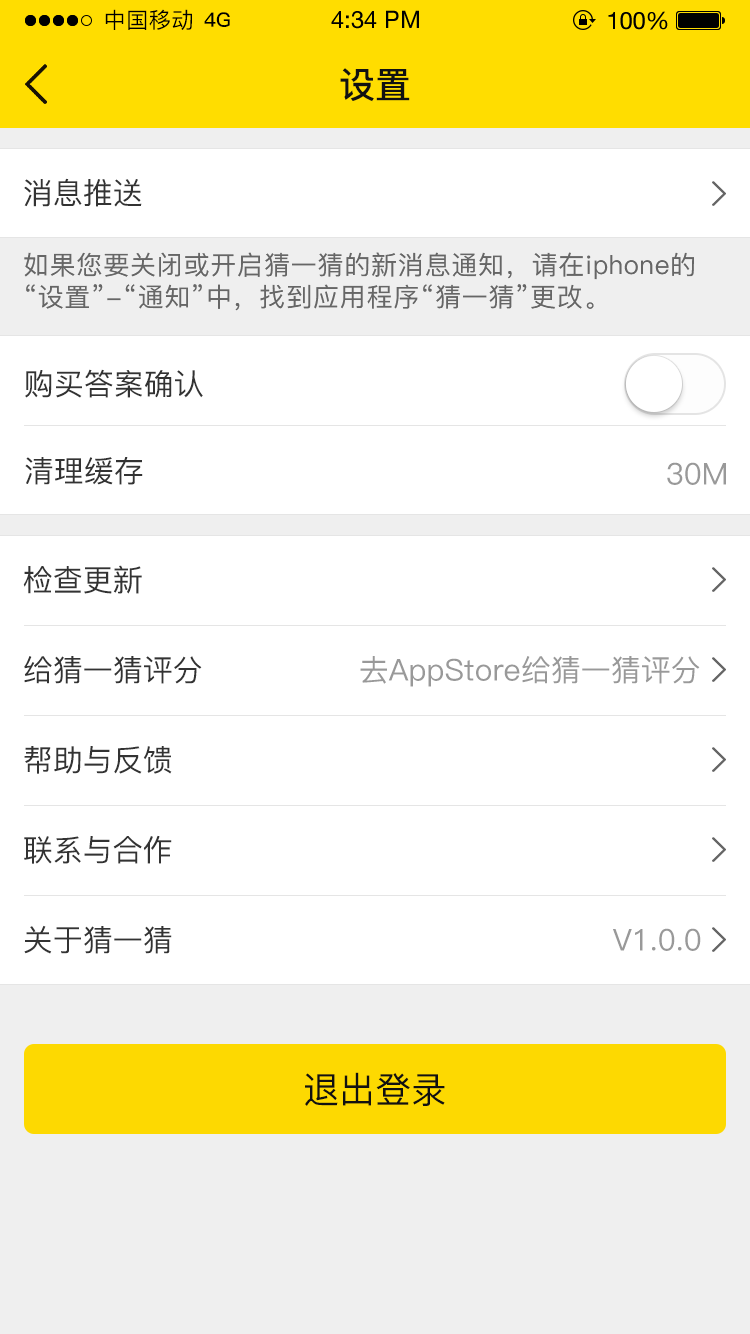 中国移动 4G 4:34 PM 100%
设置
消息推送
如果您要关闭或开启猜一猜的新消息通知，请在iphone的
“设置”–“通知”中，找到应用程序“猜一猜”更改。
购买答案确认
清理缓存 30M
检查更新
给猜一猜评分 去AppStore给猜一猜评分
帮助与反馈
联系与合作
关于猜一猜 V1.0.0
退出登录